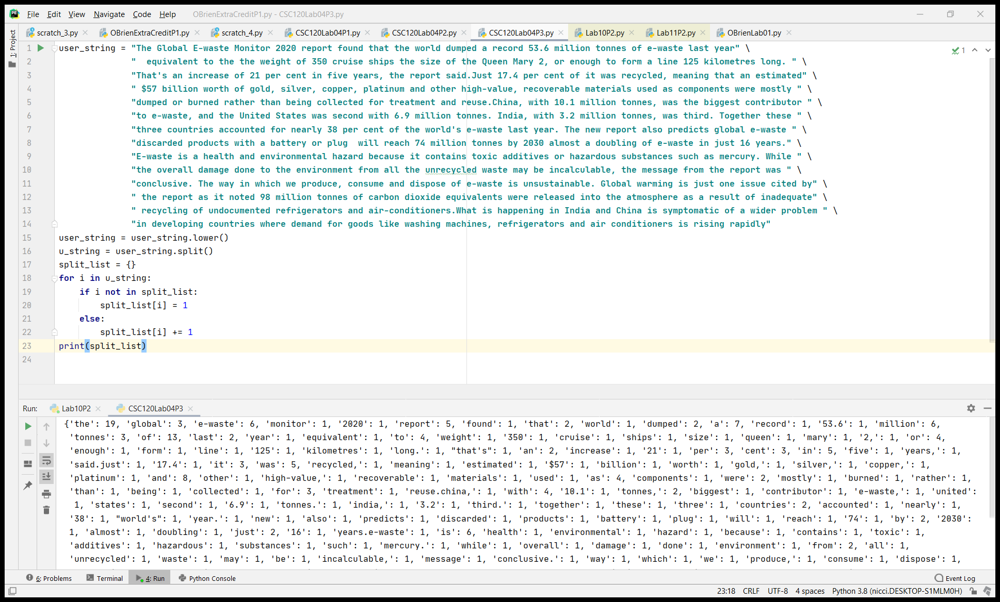 File Edit View Navigate Code Help OBrienExtraCreditP1.py - CSC120Lab04P3.py
1: Project
scratch_3.py OBrienExtraCreditP1.py scratch_4.py CSC120Lab04P1.py CSC120Lab04P2.py CSC120Lab04P3.py Lab10P2.py Lab11P2.py OBrienLab01.py
1 user_string = "The Global E-waste Monitor 2020 report found that the world dumped a record 53.6 million tonnes of e-waste last year" \
1
2 "  equivalent to the the weight of 350 cruise ships the size of the Queen Mary 2, or enough to form a line 125 kilometres long. " \
3 "That's an increase of 21 per cent in five years, the report said.Just 17.4 per cent of it was recycled, meaning that an estimated" \
4 " $57 billion worth of gold, silver, copper, platinum and other high-value, recoverable materials used as components were mostly " \
5 "dumped or burned rather than being collected for treatment and reuse.China, with 10.1 million tonnes, was the biggest contributor " \
6 "to e-waste, and the United States was second with 6.9 million tonnes. India, with 3.2 million tonnes, was third. Together these " \
7 "three countries accounted for nearly 38 per cent of the world's e-waste last year. The new report also predicts global e-waste " \
8 "discarded products with a battery or plug  will reach 74 million tonnes by 2030 almost a doubling of e-waste in just 16 years." \
9 "E-waste is a health and environmental hazard because it contains toxic additives or hazardous substances such as mercury. While " \
10 "the overall damage done to the environment from all the unrecycled waste may be incalculable, the message from the report was " \
11 "conclusive. The way in which we produce, consume and dispose of e-waste is unsustainable. Global warming is just one issue cited by" \
12 " the report as it noted 98 million tonnes of carbon dioxide equivalents were released into the atmosphere as a result of inadequate" \
13 " recycling of undocumented refrigerators and air-conditioners.What is happening in India and China is symptomatic of a wider problem " \
14 "in developing countries where demand for goods like washing machines, refrigerators and air conditioners is rising rapidly"
15 user_string = user_string.lower()
16 u_string = user_string.split()
17 split_list = {}
18 for i in u_string:
19 if i not in split_list:
20 split_list[i] = 1
21 else:
22 split_list[i] += 1
23 print(split_list)
24
Run: Lab10P2 CSC120Lab04P3
{'the': 19, 'global': 3, 'e-waste': 6, 'monitor': 1, '2020': 1, 'report': 5, 'found': 1, 'that': 2, 'world': 1, 'dumped': 2, 'a': 7, 'record': 1, '53.6': 1, 'million': 6,
'tonnes': 3, 'of': 13, 'last': 2, 'year': 1, 'equivalent': 1, 'to': 4, 'weight': 1, '350': 1, 'cruise': 1, 'ships': 1, 'size': 1, 'queen': 1, 'mary': 1, '2,': 1, 'or': 4,
'enough': 1, 'form': 1, 'line': 1, '125': 1, 'kilometres': 1, 'long.': 1, "that's": 1, 'an': 2, 'increase': 1, '21': 1, 'per': 3, 'cent': 3, 'in': 5, 'five': 1, 'years,': 1,
'said.just': 1, '17.4': 1, 'it': 3, 'was': 5, 'recycled,': 1, 'meaning': 1, 'estimated': 1, '$57': 1, 'billion': 1, 'worth': 1, 'gold,': 1, 'silver,': 1, 'copper,': 1,
'platinum': 1, 'and': 8, 'other': 1, 'high-value,': 1, 'recoverable': 1, 'materials': 1, 'used': 1, 'as': 4, 'components': 1, 'were': 2, 'mostly': 1, 'burned': 1, 'rather': 1,
'than': 1, 'being': 1, 'collected': 1, 'for': 3, 'treatment': 1, 'reuse.china,': 1, 'with': 4, '10.1': 1, 'tonnes,': 2, 'biggest': 1, 'contributor': 1, 'e-waste,': 1, 'united':
1, 'states': 1, 'second': 1, '6.9': 1, 'tonnes.': 1, 'india,': 1, '3.2': 1, 'third.': 1, 'together': 1, 'these': 1, 'three': 1, 'countries': 2, 'accounted': 1, 'nearly': 1,
'38': 1, "world's": 1, 'year.': 1, 'new': 1, 'also': 1, 'predicts': 1, 'discarded': 1, 'products': 1, 'battery': 1, 'plug': 1, 'will': 1, 'reach': 1, '74': 1, 'by': 2, '2030':
1, 'almost': 1, 'doubling': 1, 'just': 2, '16': 1, 'years.e-waste': 1, 'is': 6, 'health': 1, 'environmental': 1, 'hazard': 1, 'because': 1, 'contains': 1, 'toxic': 1,
'additives': 1, 'hazardous': 1, 'substances': 1, 'such': 1, 'mercury.': 1, 'while': 1, 'overall': 1, 'damage': 1, 'done': 1, 'environment': 1, 'from': 2, 'all': 1,
'unrecycled': 1, 'waste': 1, 'may': 1, 'be': 1, 'incalculable,': 1, 'message': 1, 'conclusive.': 1, 'way': 1, 'which': 1, 'we': 1, 'produce,': 1, 'consume': 1, 'dispose': 1,
6: Problems Terminal 4: Run Python Console Event Log
23:18 CRLF UTF-8 4 spaces Python 3.8 (nicci.DESKTOP-S1MLM0H)